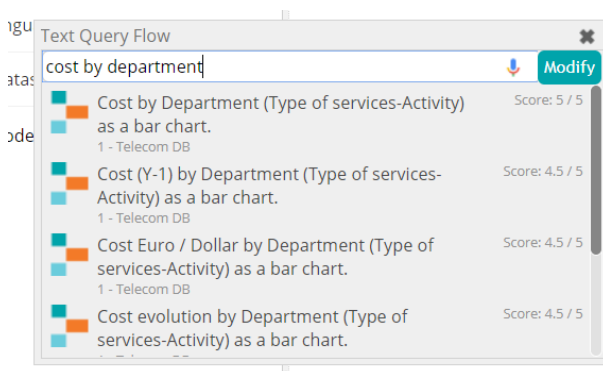 Text Query Flow
cost by department
Modify
Cost by Department (Type of services-Activity)
as a bar chart.
Score: 5 / 5
1 - Telecom DB
Cost (Y-1) by Department (Type of services-
Activity) as a bar chart.
Score: 4.5 / 5
1 - Telecom DB
Cost Euro / Dollar by Department (Type of
services-Activity) as a bar chart.
Score: 4.5 / 5
1 - Telecom DB
Cost evolution by Department (Type of
services-Activity) as a bar chart.
Score: 4.5 / 5